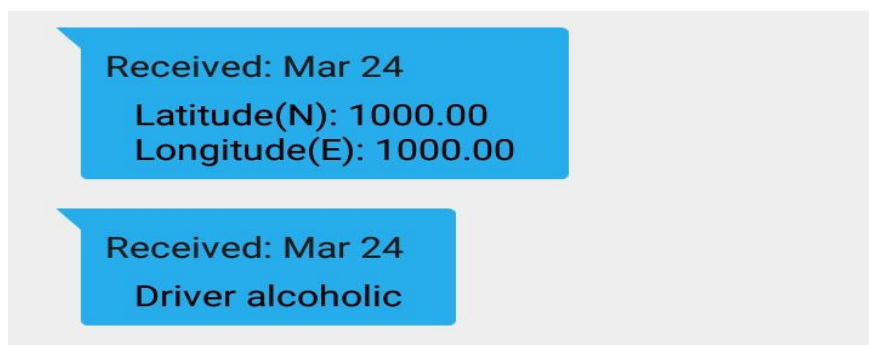 Received: Mar 24
Latitude(N): 1000.00
Longitude(E): 1000.00
Received: Mar 24
Driver alcoholic